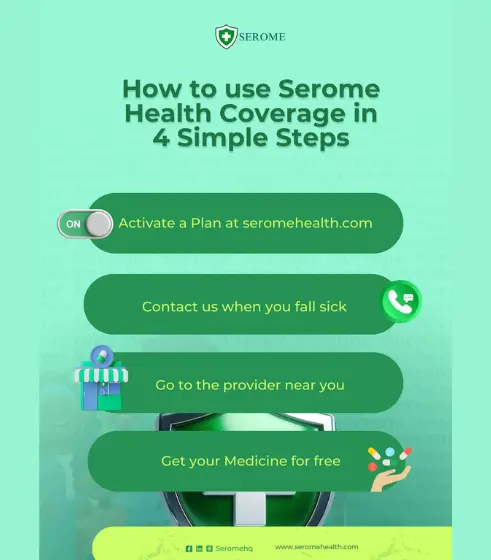 SEROME
How to use Serome
Health Coverage in
4 Simple Steps
ON
Activate a Plan at seromehealth.com
Contact us when you fall sick
Go to the provider near you
Get your Medicine for free
Seromehq
www.seromehealth.com